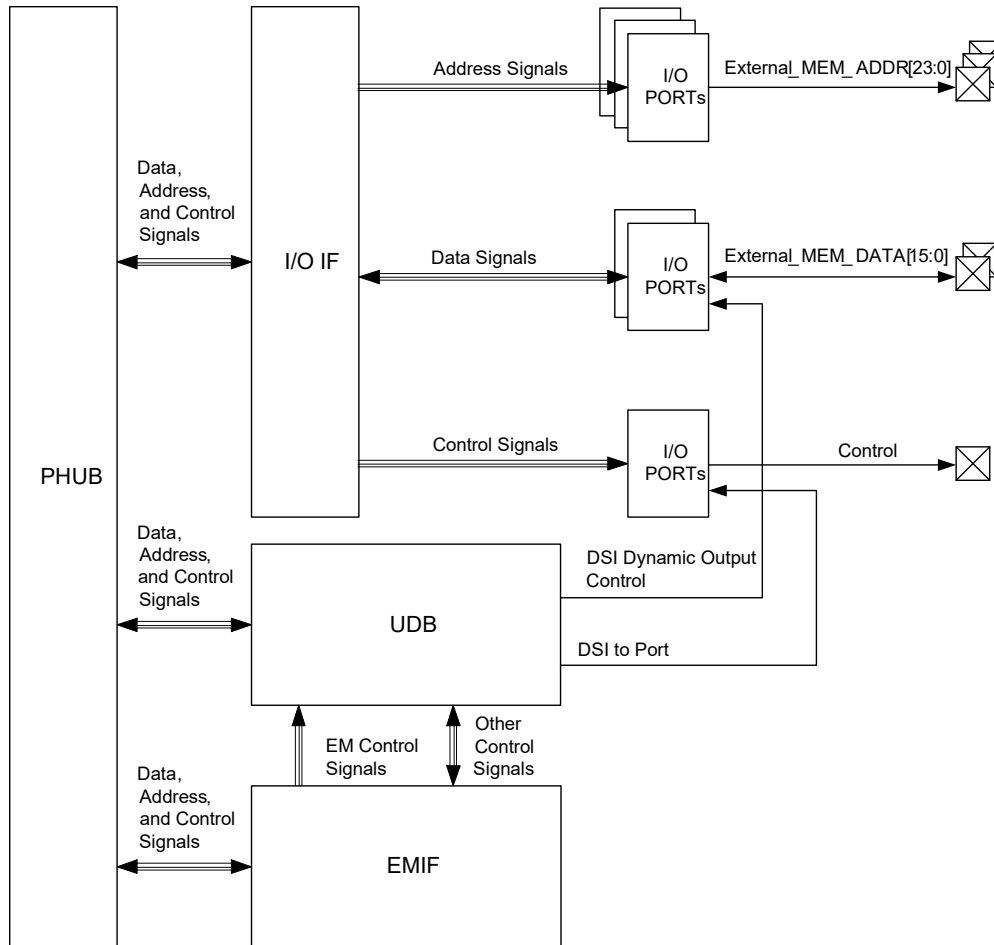 Address Signals
I/O
PORTs
External_MEM_ADDR[23:0]
Data,
Address,
and Control
Signals
I/O IF
Data Signals
I/O
PORTs
External_MEM_DATA[15:0]
PHUB
Control Signals
I/O
PORTs
Control
Data,
Address,
and Control
Signals
UDB
DSI Dynamic Output
Control
DSI to Port
EM Control
Signals
Other
Control
Signals
Data,
Address,
and Control
Signals
EMIF